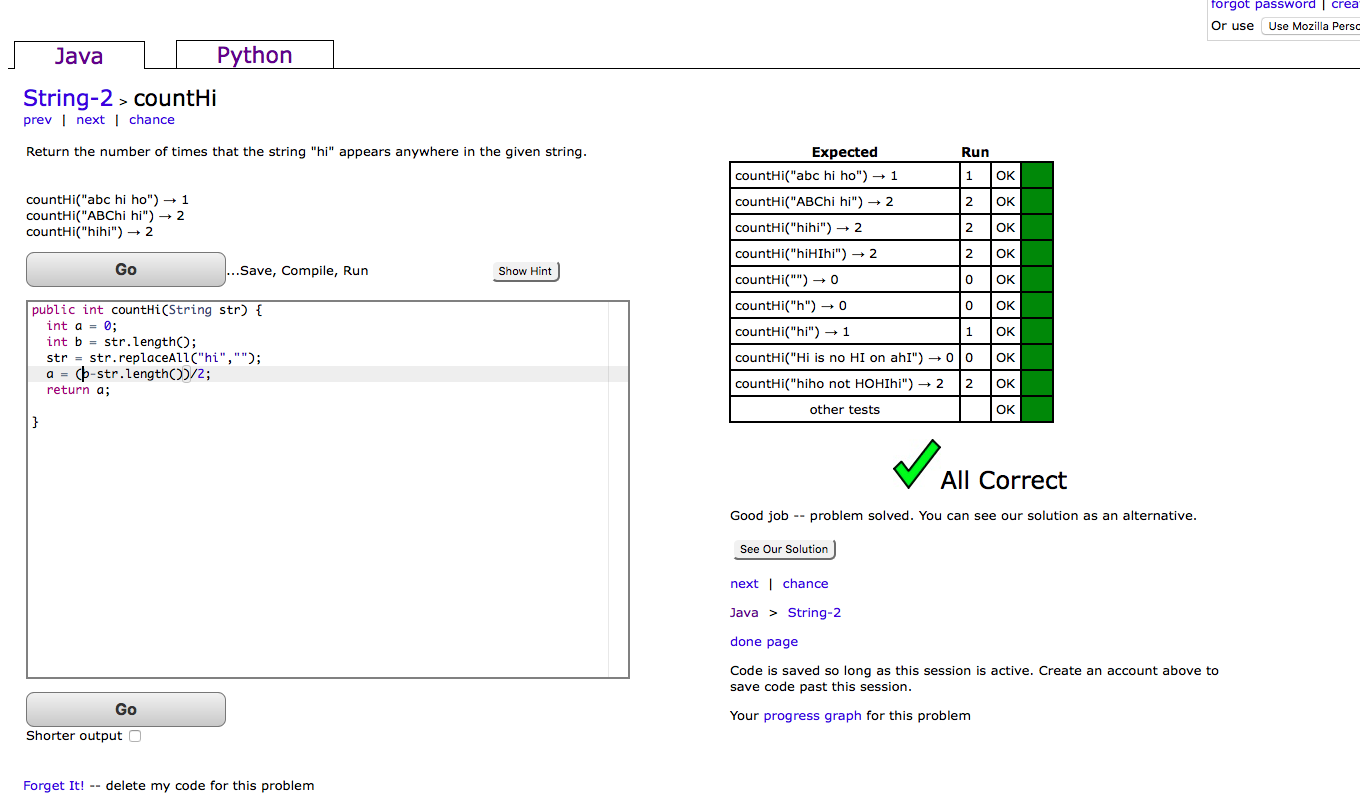 forgot password | crea
Or use Use Mozilla Perso
Java Python
String-2 > countHi
prev | next | chance
Return the number of times that the string "hi" appears anywhere in the given string.
countHi("abc hi ho") → 1
countHi("ABChi hi") → 2
countHi("hihi") → 2
Go ...Save, Compile, Run Show Hint
public int countHi(String str) {
int a = 0;
int b = str.length();
str = str.replaceAll("hi","");
a = (b-str.length())/2;
return a;
}
Go
Shorter output
Forget It! -- delete my code for this problem
Expected Run
countHi("abc hi ho") → 1 1 OK
countHi("ABChi hi") → 2 2 OK
countHi("hihi") → 2 2 OK
countHi("hiHIhi") → 2 2 OK
countHi("") → 0 0 OK
countHi("h") → 0 0 OK
countHi("hi") → 1 1 OK
countHi("Hi is no HI on ahI") → 0 0 OK
countHi("hiho not HOHIhi") → 2 2 OK
other tests OK
All Correct
Good job -- problem solved. You can see our solution as an alternative.
See Our Solution
next | chance
Java > String-2
done page
Code is saved so long as this session is active. Create an account above to
save code past this session.
Your progress graph for this problem